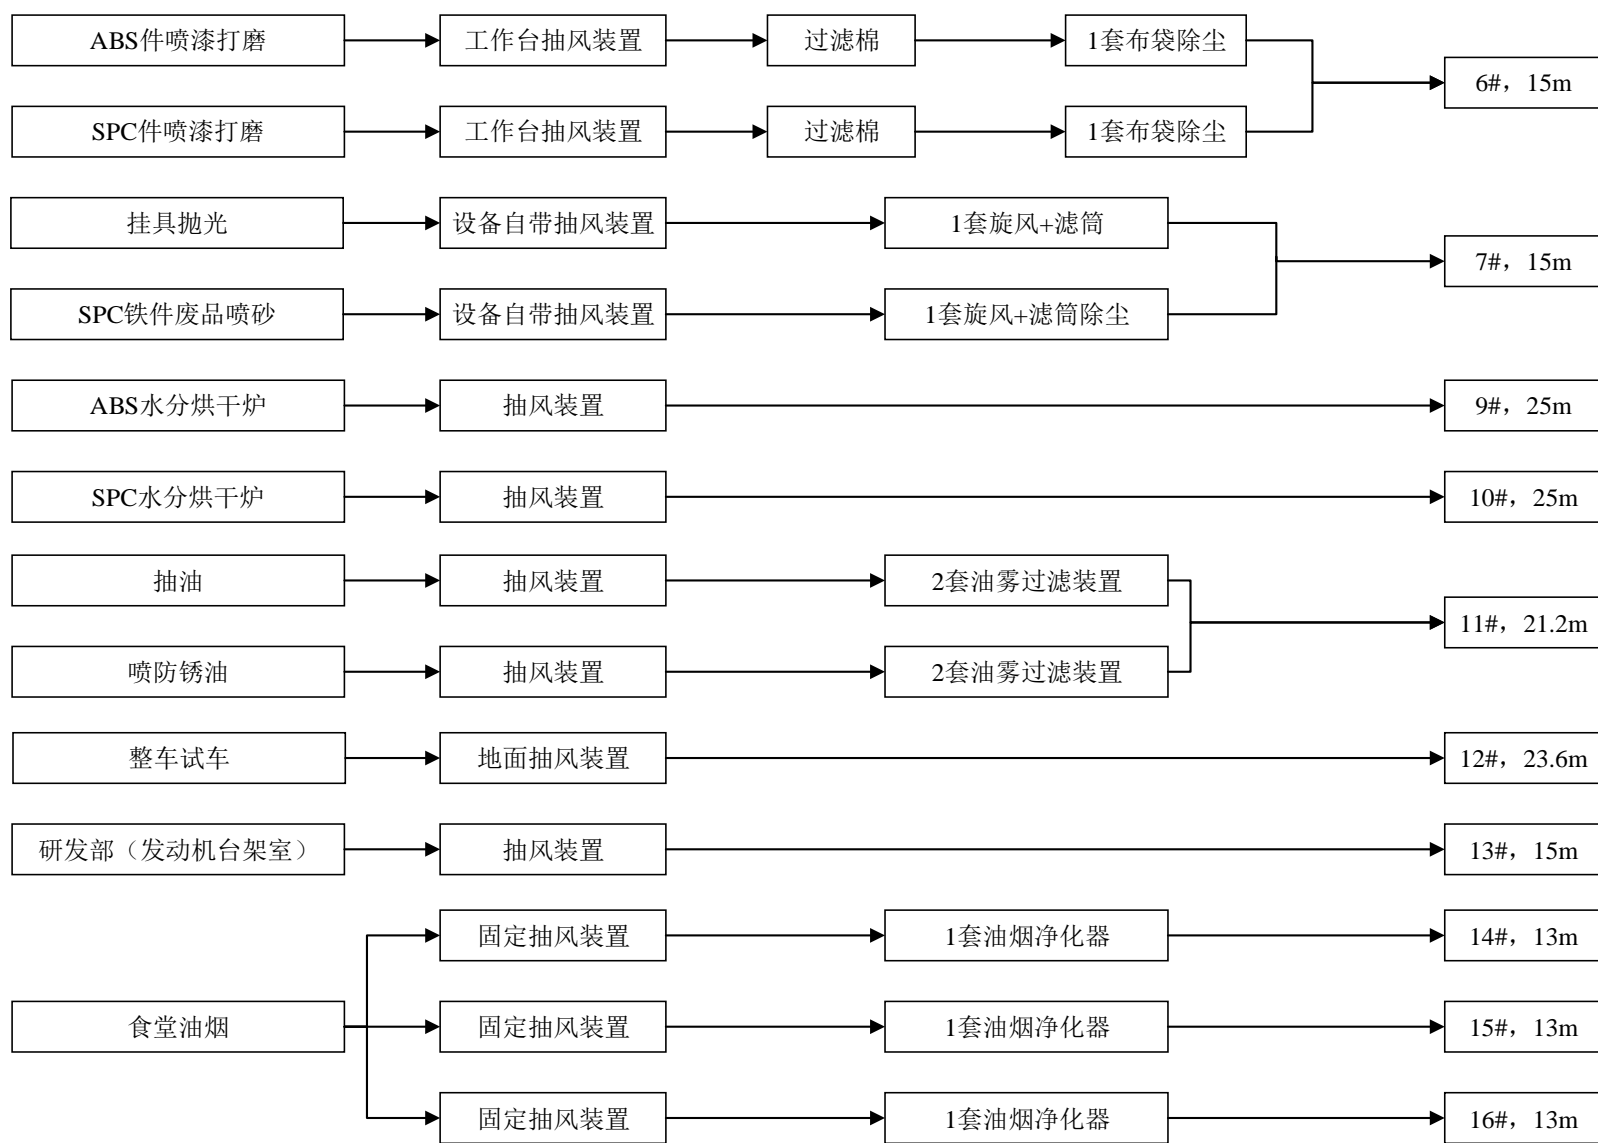 ABS件喷漆打磨 工作台抽风装置 过滤棉 1套布袋除尘
6#，15m
SPC件喷漆打磨 工作台抽风装置 过滤棉 1套布袋除尘
挂具抛光 设备自带抽风装置 1套旋风+滤筒
7#，15m
SPC铁件废品喷砂 设备自带抽风装置 1套旋风+滤筒除尘
ABS水分烘干炉 抽风装置 9#，25m
SPC水分烘干炉 抽风装置 10#，25m
抽油 抽风装置 2套油雾过滤装置
11#，21.2m
喷防锈油 抽风装置 2套油雾过滤装置
整车试车 地面抽风装置 12#，23.6m
研发部（发动机台架室） 抽风装置 13#，15m
固定抽风装置 1套油烟净化器 14#，13m
食堂油烟 固定抽风装置 1套油烟净化器 15#，13m
固定抽风装置 1套油烟净化器 16#，13m